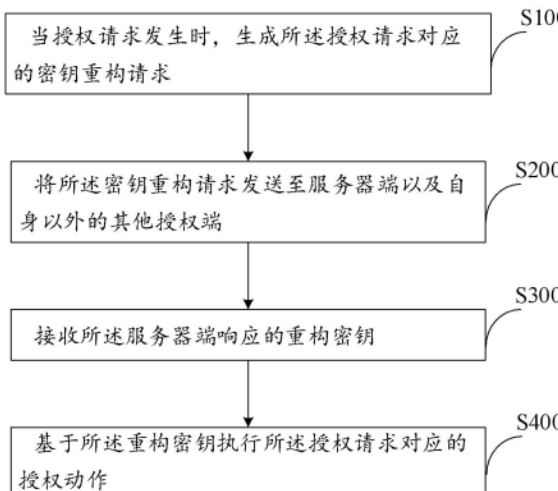 S100
当授权请求发生时，生成所述授权请求对应
的密钥重构请求
S200
将所述密钥重构请求发送至服务器端以及自
身以外的其他授权端
S300
接收所述服务器端响应的重构密钥
S400
基于所述重构密钥执行所述授权请求对应的
授权动作